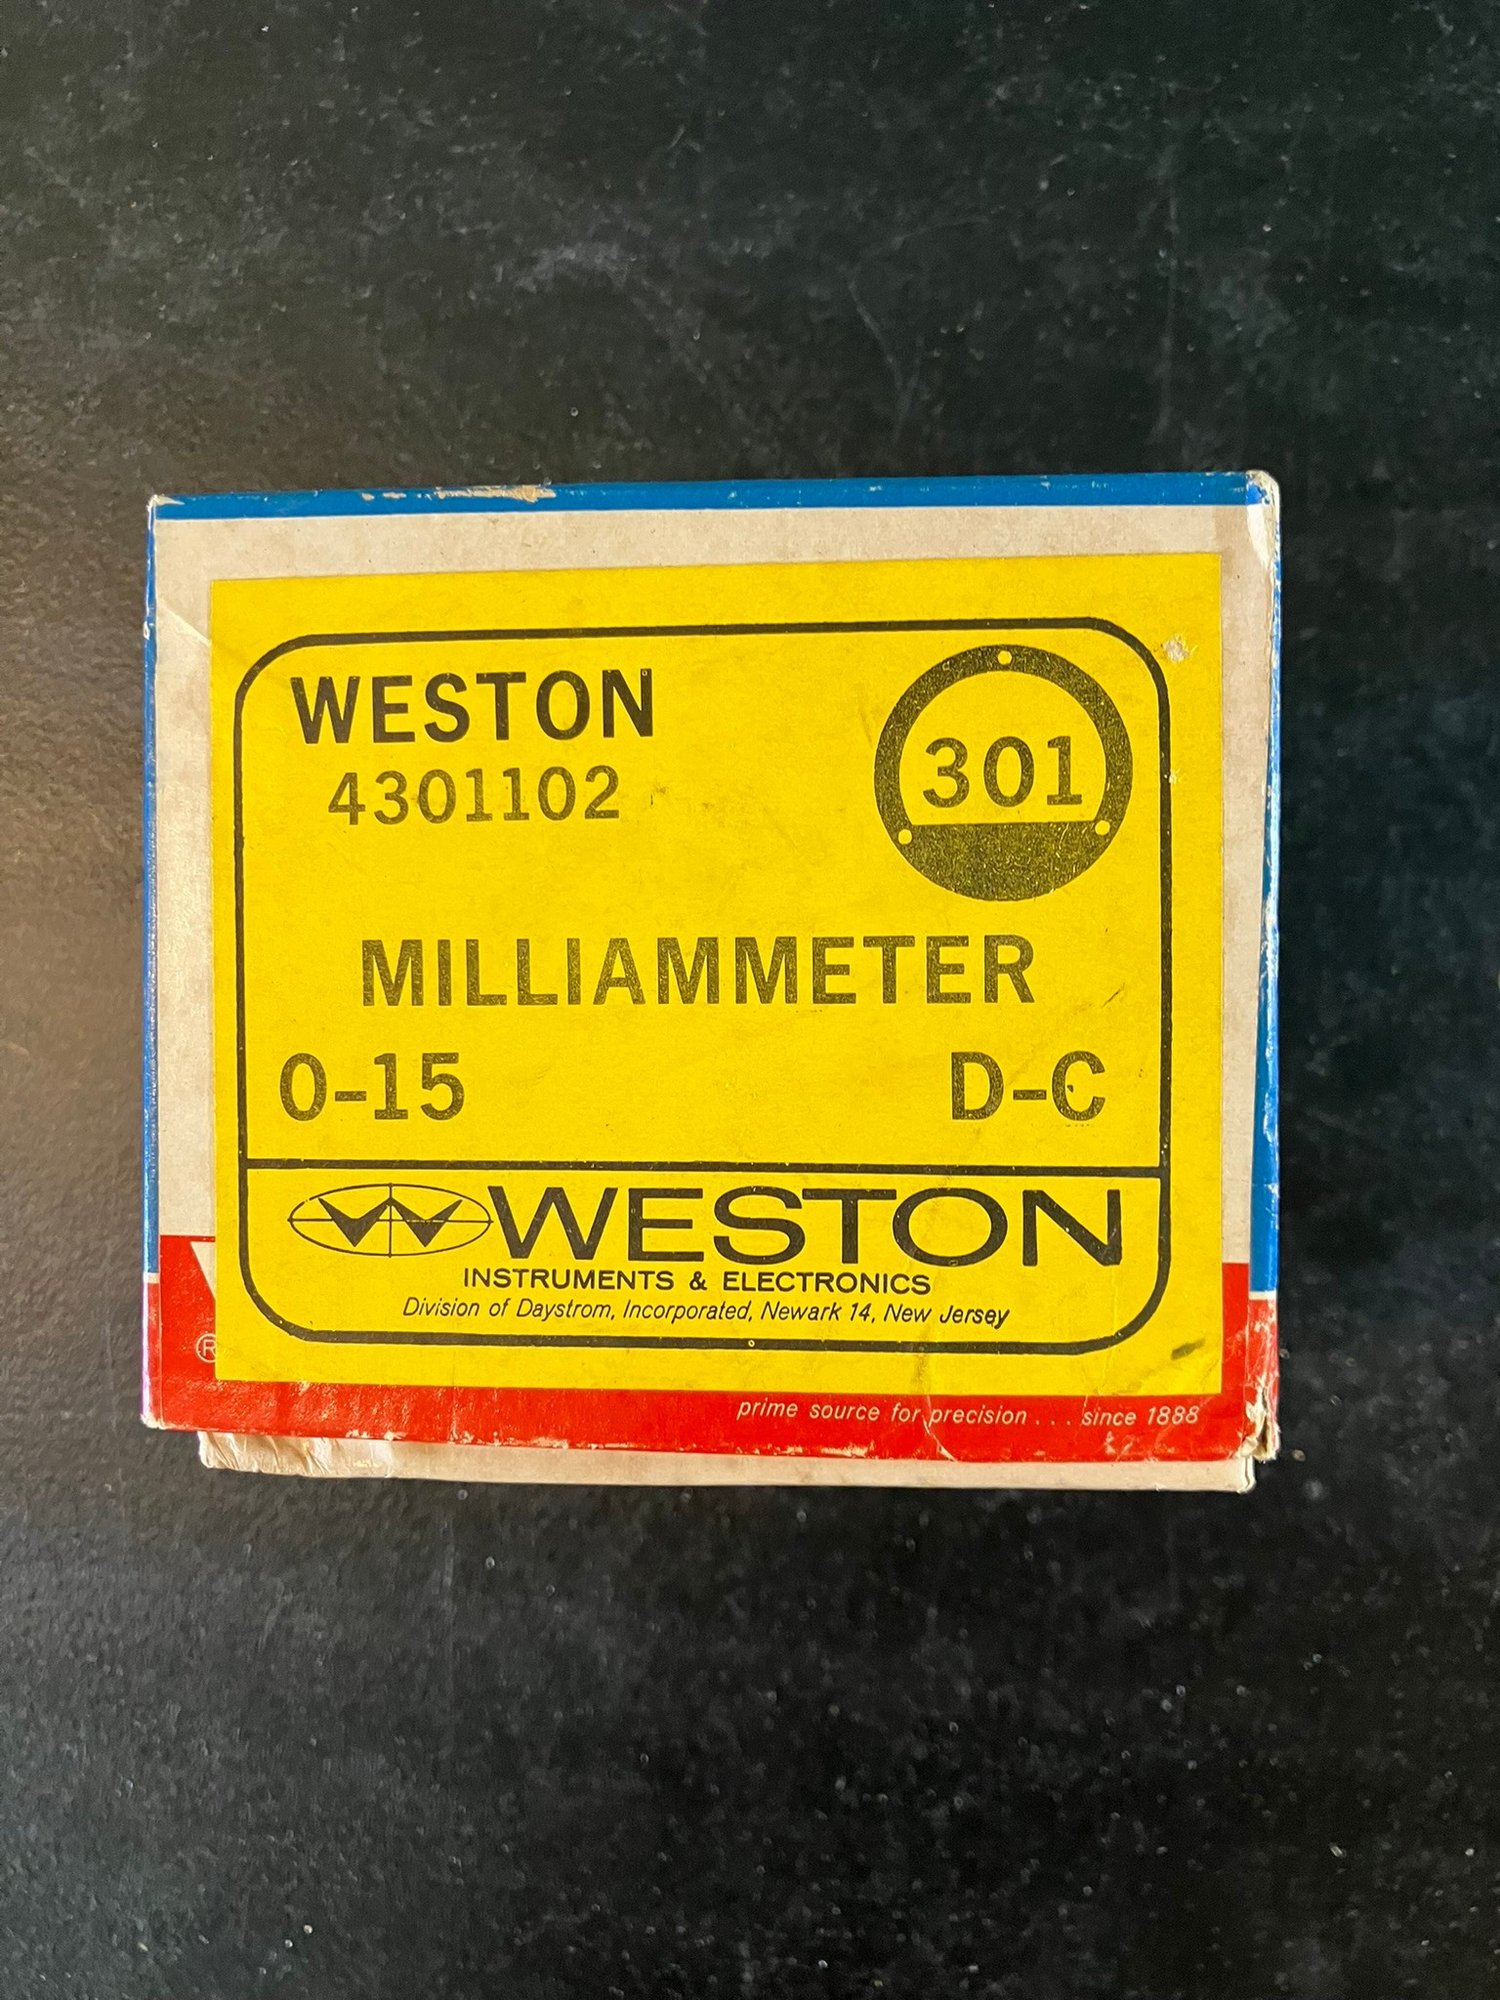 WESTON
4301102
301
MILLIAMMETER
0-15 D-C
WESTON
INSTRUMENTS & ELECTRONICS
Division of Daystrom, Incorporated, Newark 14, New Jersey
®
prime source for precision . . . since 1888